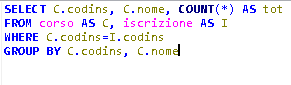 SELECT C.codins, C.nome, COUNT(*) AS tot
FROM corso AS C, iscrizione AS I
WHERE C.codins=I.codins
GROUP BY C.codins, C.nome